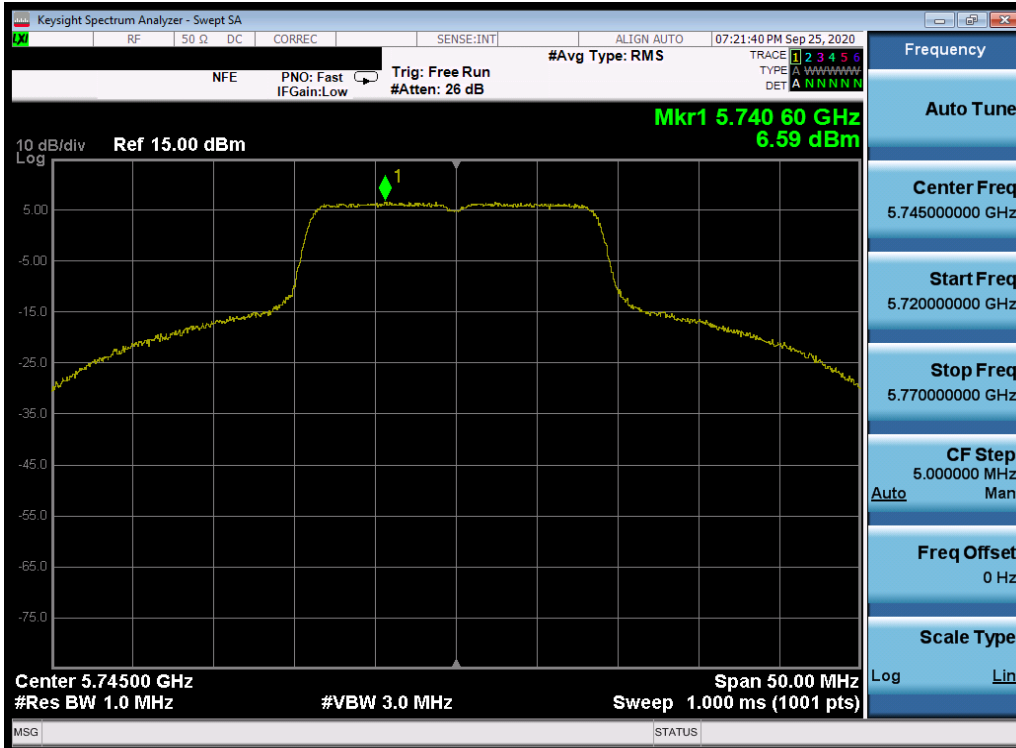 Keysight Spectrum Analyzer - Swept SA
LXI RF 50 Ω DC CORREC SENSE:INT ALIGN AUTO 07:21:40 PM Sep 25, 2020
NFE PNO: Fast Trig: Free Run #Avg Type: RMS TRACE 1 2 3 4 5 6
IFGain:Low #Atten: 26 dB TYPE A WWWWW
DET A N N N N N
Mkr1 5.740 60 GHz
6.59 dBm
10 dB/div Ref 15.00 dBm
Log
1
5.00
-5.00
-15.0
-25.0
-35.0
-45.0
-55.0
-65.0
-75.0
Center 5.74500 GHz Span 50.00 MHz
#Res BW 1.0 MHz #VBW 3.0 MHz Sweep 1.000 ms (1001 pts)
MSG STATUS
Frequency
Auto Tune
Center Freq
5.745000000 GHz
Start Freq
5.720000000 GHz
Stop Freq
5.770000000 GHz
CF Step
5.000000 MHz
Auto Man
Freq Offset
0 Hz
Scale Type
Log Lin